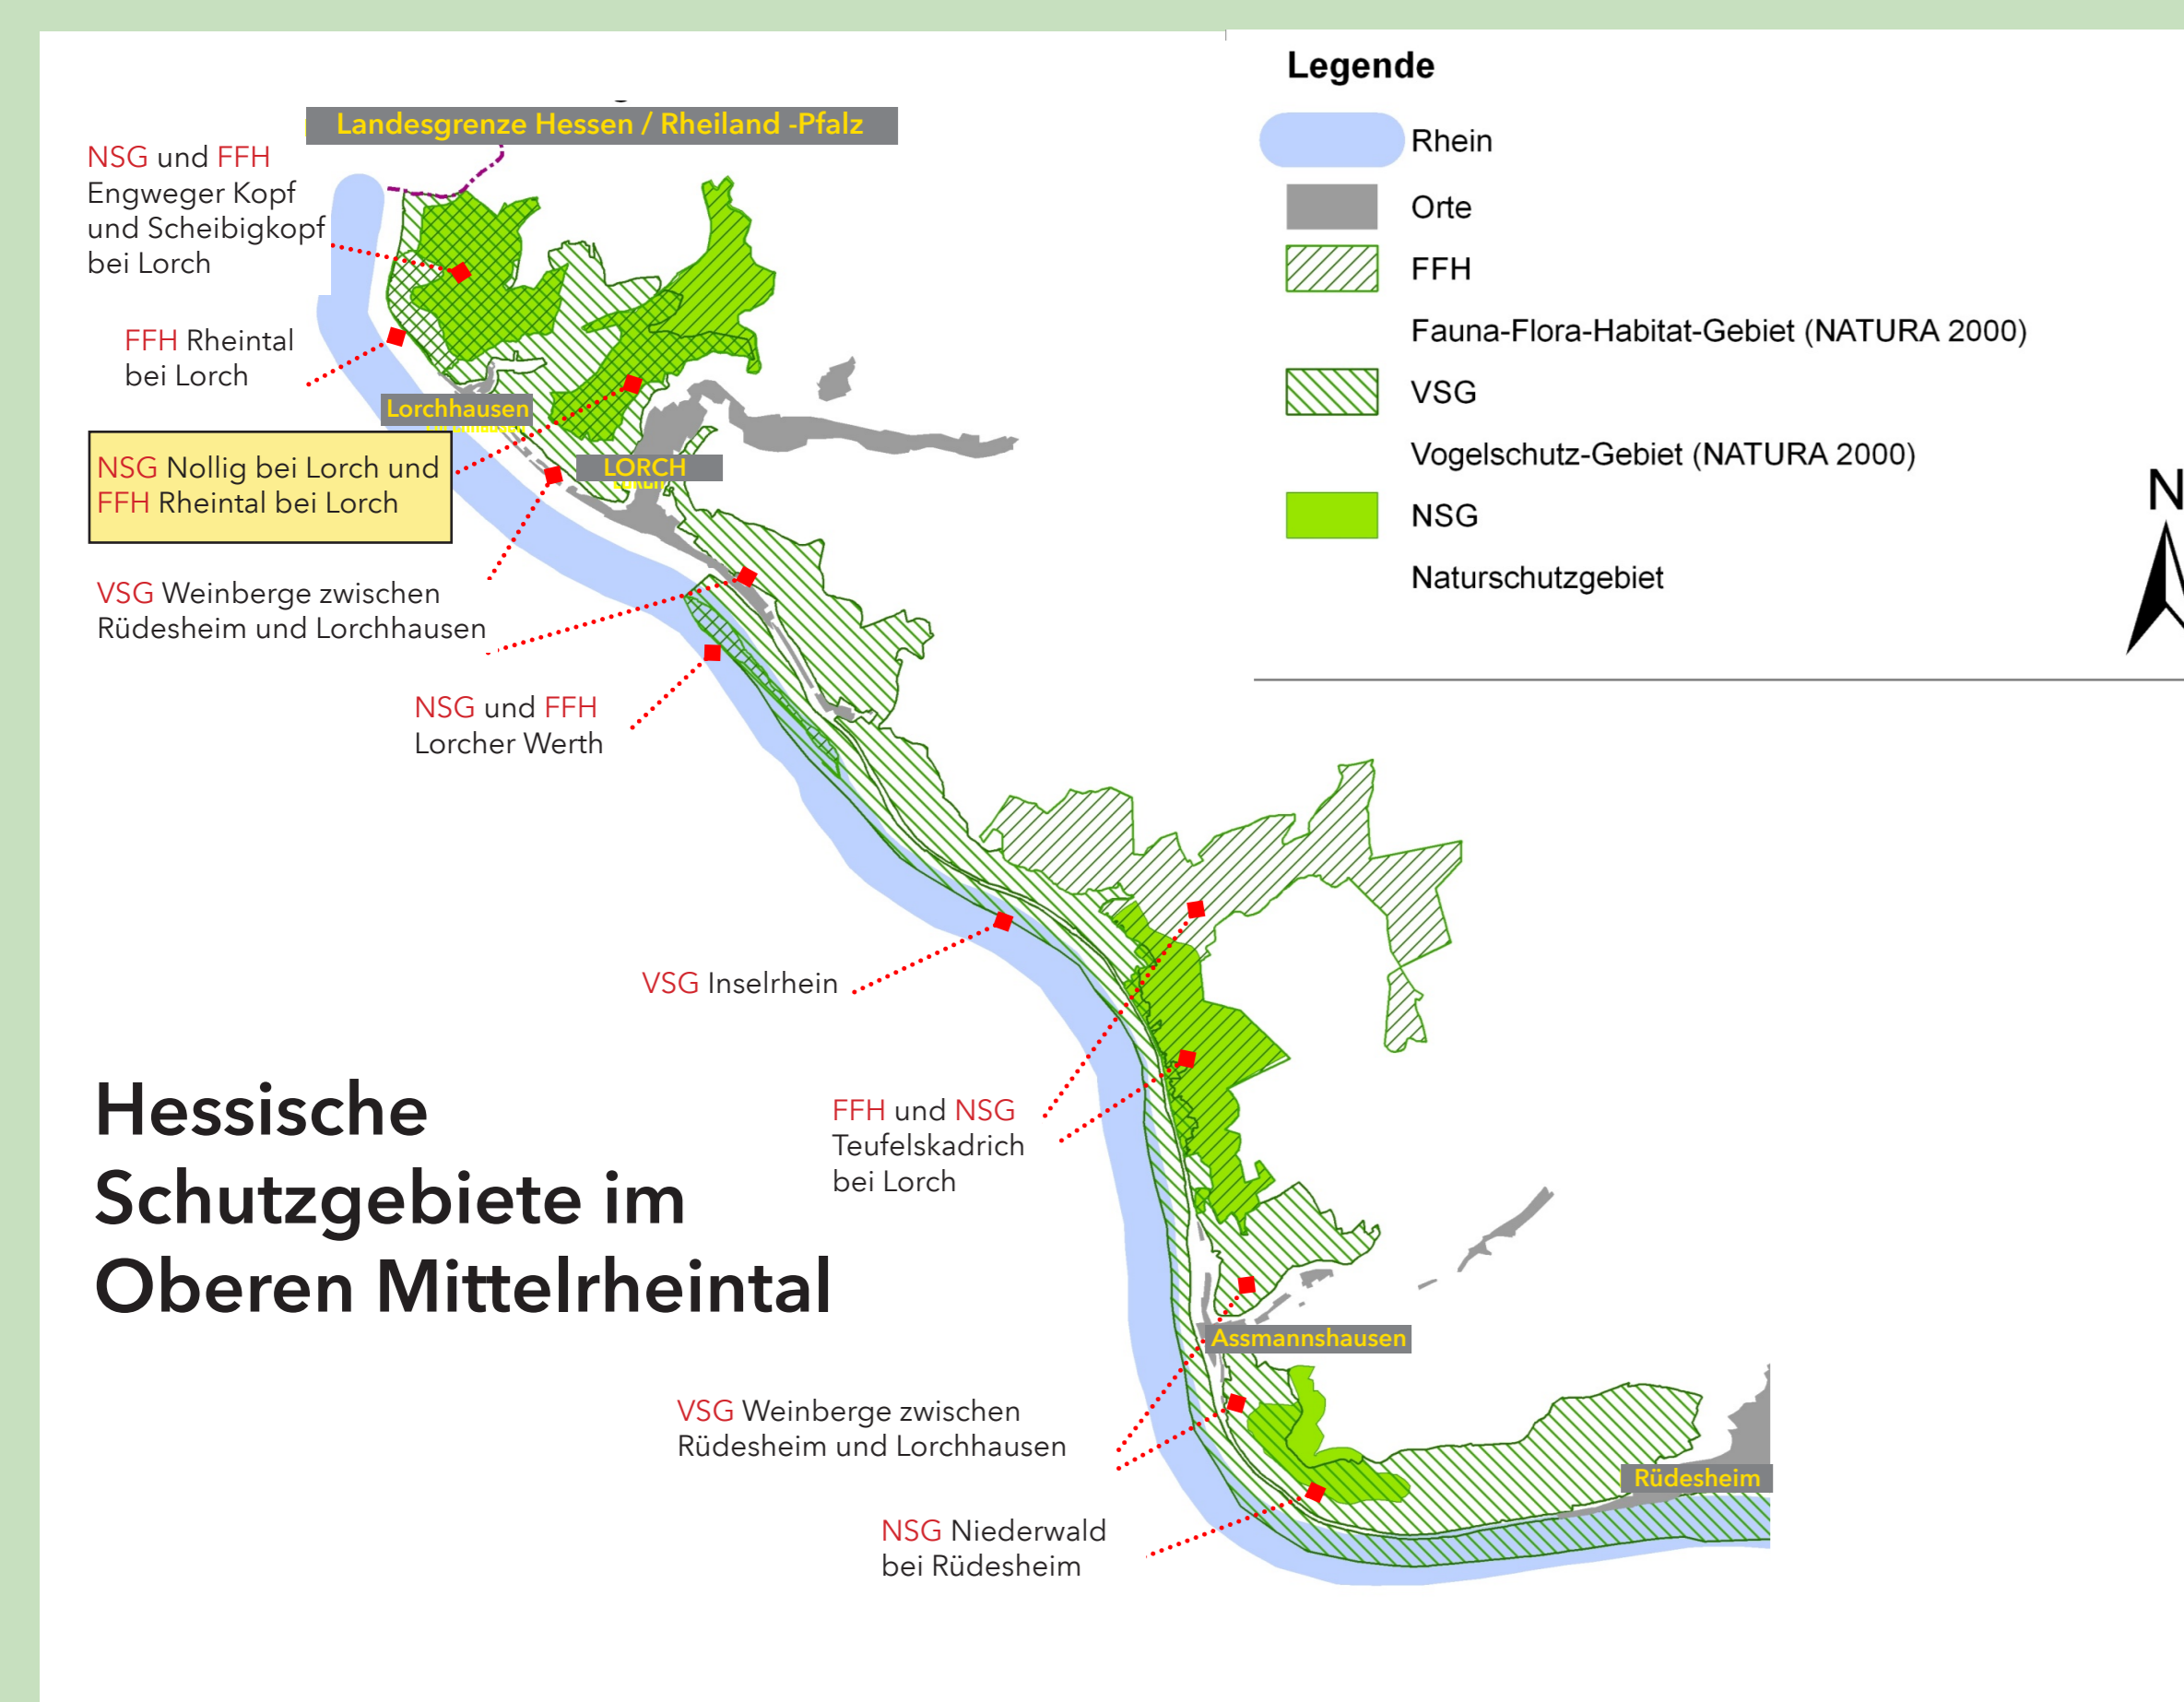 Landesgrenze Hessen / Rheiland -Pfalz
NSG und FFH
Engweger Kopf
und Scheibigkopf
bei Lorch
FFH Rheintal
bei Lorch
Lorchhausen
NSG Nollig bei Lorch und
FFH Rheintal bei Lorch
LORCH
VSG Weinberge zwischen
Rüdesheim und Lorchhausen
NSG und FFH
Lorcher Werth
VSG Inselrhein
FFH und NSG
Teufelskadrich
bei Lorch
Assmannshausen
VSG Weinberge zwischen
Rüdesheim und Lorchhausen
Rüdesheim
NSG Niederwald
bei Rüdesheim
Hessische
Schutzgebiete im
Oberen Mittelrheintal
Legende
Rhein
Orte
FFH
Fauna-Flora-Habitat-Gebiet (NATURA 2000)
VSG
Vogelschutz-Gebiet (NATURA 2000)
NSG
Naturschutzgebiet
N